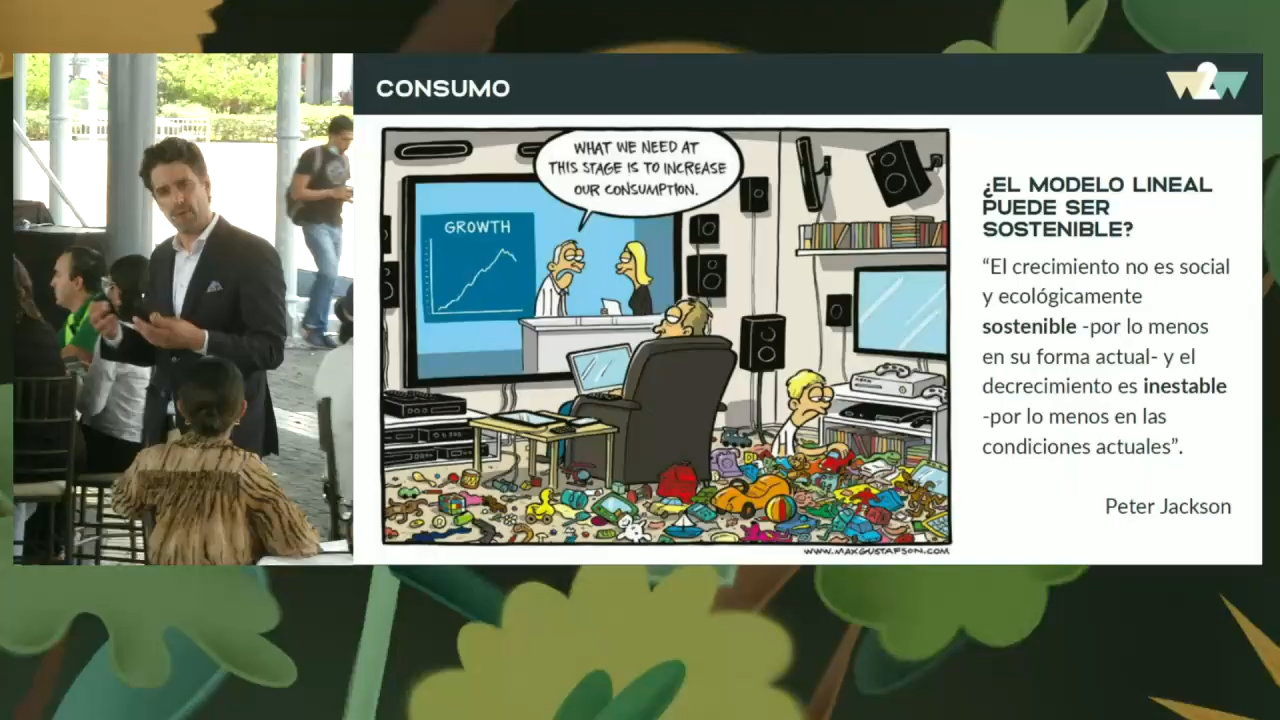 CONSUMO
W2W
WHAT WE NEED AT
THIS STAGE IS TO INCREASE
OUR CONSUMPTION.
GROWTH
¿EL MODELO LINEAL
PUEDE SER
SOSTENIBLE?
“El crecimiento no es social
y ecológicamente
sostenible -por lo menos
en su forma actual- y el
decrecimiento es inestable
-por lo menos en las
condiciones actuales”.
Peter Jackson
WWW.MAXGUSTAFSON.COM